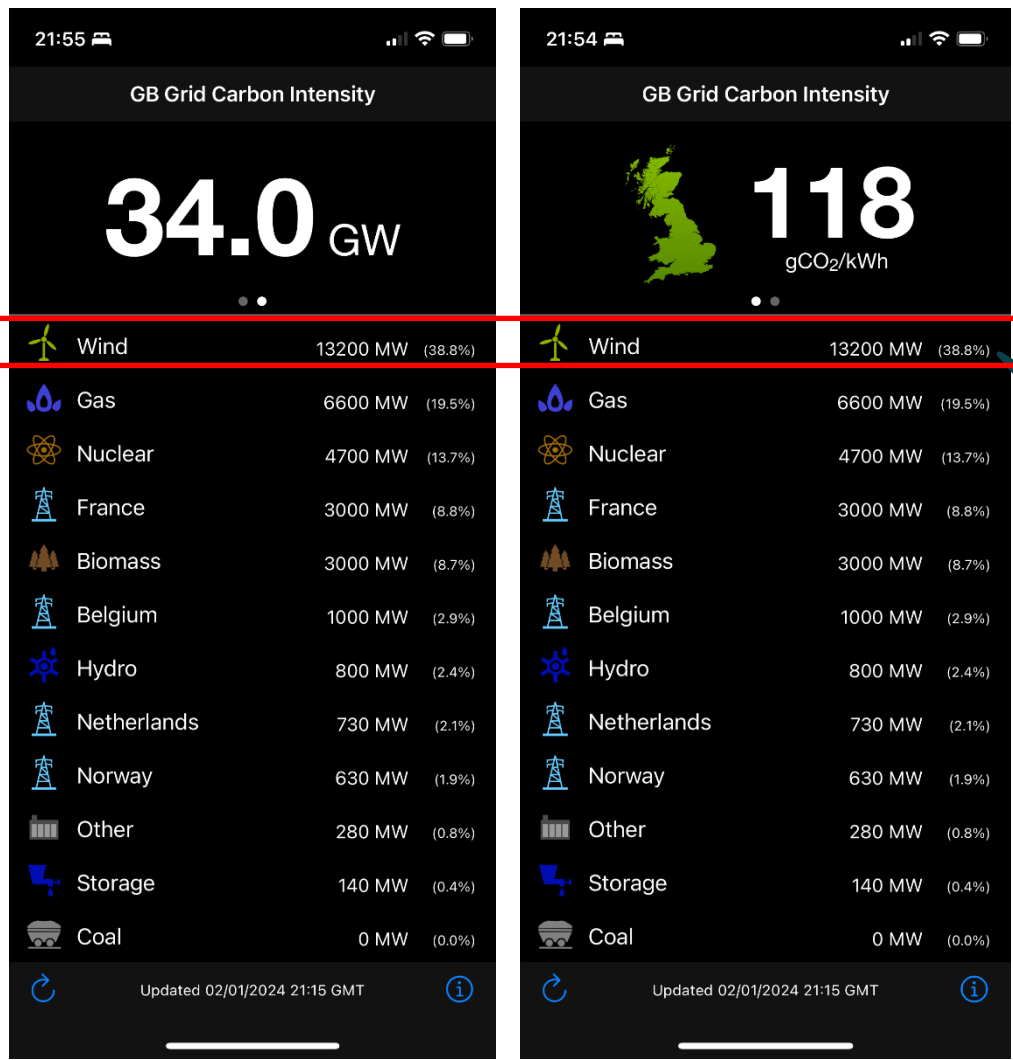 21:55
GB Grid Carbon Intensity
34.0 GW
Wind 13200 MW (38.8%)
Gas 6600 MW (19.5%)
Nuclear 4700 MW (13.7%)
France 3000 MW (8.8%)
Biomass 3000 MW (8.7%)
Belgium 1000 MW (2.9%)
Hydro 800 MW (2.4%)
Netherlands 730 MW (2.1%)
Norway 630 MW (1.9%)
Other 280 MW (0.8%)
Storage 140 MW (0.4%)
Coal 0 MW (0.0%)
Updated 02/01/2024 21:15 GMT
21:54
GB Grid Carbon Intensity
118
gCO₂/kWh
Wind 13200 MW (38.8%)
Gas 6600 MW (19.5%)
Nuclear 4700 MW (13.7%)
France 3000 MW (8.8%)
Biomass 3000 MW (8.7%)
Belgium 1000 MW (2.9%)
Hydro 800 MW (2.4%)
Netherlands 730 MW (2.1%)
Norway 630 MW (1.9%)
Other 280 MW (0.8%)
Storage 140 MW (0.4%)
Coal 0 MW (0.0%)
Updated 02/01/2024 21:15 GMT